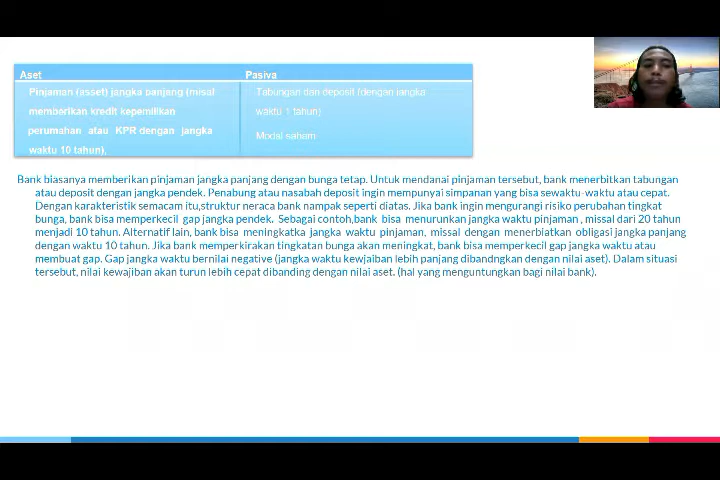 Aset Pasiva
Pinjaman (asset) jangka panjang (misal Tabungan dan deposit (dengan jangka
memberikan kredit kepemilikan waktu 1 tahun)
perumahan atau KPR dengan jangka Modal saham
waktu 10 tahun).
Bank biasanya memberikan pinjaman jangka panjang dengan bunga tetap. Untuk mendanai pinjaman tersebut, bank menerbitkan tabungan
atau deposit dengan jangka pendek. Penabung atau nasabah deposit ingin mempunyai simpanan yang bisa sewaktu-waktu atau cepat.
Dengan karakteristik semacam itu,struktur neraca bank nampak seperti diatas. Jika bank ingin mengurangi risiko perubahan tingkat
bunga, bank bisa memperkecil gap jangka pendek. Sebagai contoh,bank bisa menurunkan jangka waktu pinjaman , missal dari 20 tahun
menjadi 10 tahun. Alternatif lain, bank bisa meningkatka jangka waktu pinjaman, missal dengan menerbiatkan obligasi jangka panjang
dengan waktu 10 tahun. Jika bank memperkirakan tingkatan bunga akan meningkat, bank bisa memperkecil gap jangka waktu atau
membuat gap. Gap jangka waktu bernilai negative (jangka waktu kewjaiban lebih panjang dibandngkan dengan nilai aset). Dalam situasi
tersebut, nilai kewajiban akan turun lebih cepat dibanding dengan nilai aset. (hal yang menguntungkan bagi nilai bank).